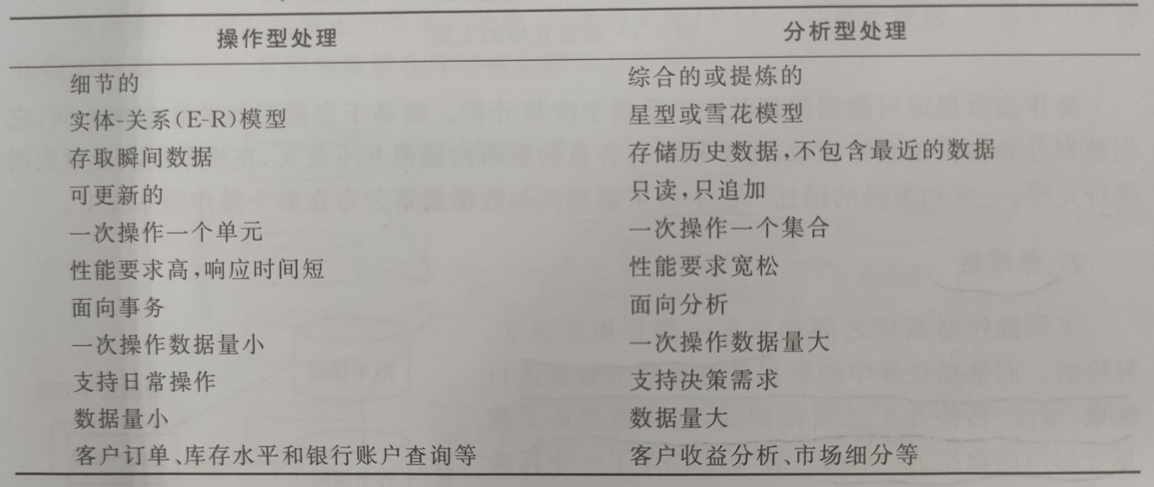 操作型处理 分析型处理
细节的 综合的或提炼的
实体-关系(E-R)模型 星型或雪花模型
存取瞬间数据 存储历史数据,不包含最近的数据
可更新的 只读,只追加
一次操作一个单元 一次操作一个集合
性能要求高,响应时间短 性能要求宽松
面向事务 面向分析
一次操作数据量小 一次操作数据量大
支持日常操作 支持决策需求
数据量小 数据量大
客户订单、库存水平和银行账户查询等 客户收益分析、市场细分等